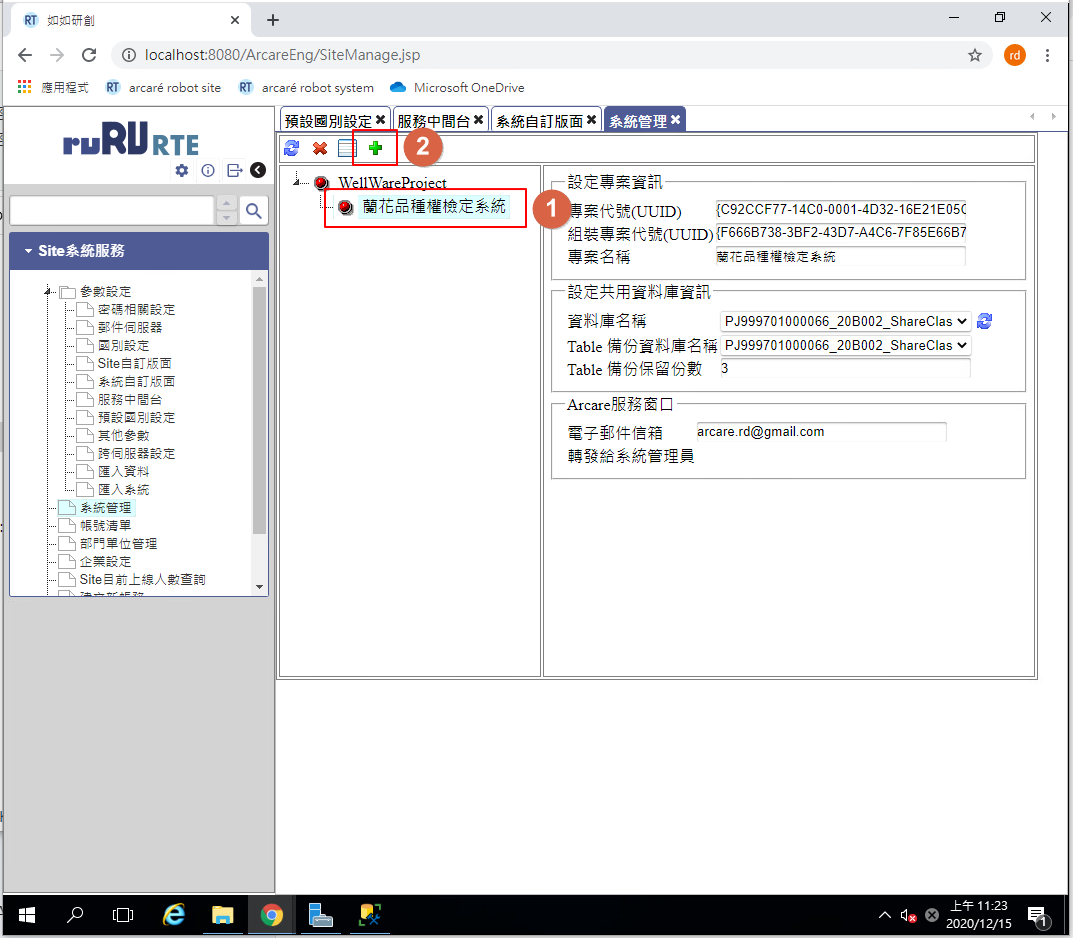 RT 如如研創
localhost:8080/ArcareEng/SiteManage.jsp
rd
應用程式
RT arcaré robot site
RT arcaré robot system
Microsoft OneDrive
ruRU RTE
預設國別設定
服務中間台
系統自訂版面
系統管理
2
WellWareProject
蘭花品種權檢定系統
1
Site系統服務
參數設定
密碼相關設定
郵件伺服器
國別設定
Site自訂版面
系統自訂版面
服務中間台
預設國別設定
其他參數
跨伺服器設定
匯入資料
匯入系統
系統管理
帳號清單
部門單位管理
企業設定
Site目前上線人數查詢
設定專案資訊
專案代號(UUID) {C92CCF77-14C0-0001-4D32-16E21E05C
組裝專案代號(UUID) {F666B738-3BF2-43D7-A4C6-7F85E66B7
專案名稱 蘭花品種權檢定系統
設定共用資料庫資訊
資料庫名稱 PJ999701000066_20B002_ShareClas
Table 備份資料庫名稱 PJ999701000066_20B002_ShareClas
Table 備份保留份數 3
Arcare服務窗口
電子郵件信箱 arcare.rd@gmail.com
轉發給系統管理員
上午 11:23
2020/12/15
1